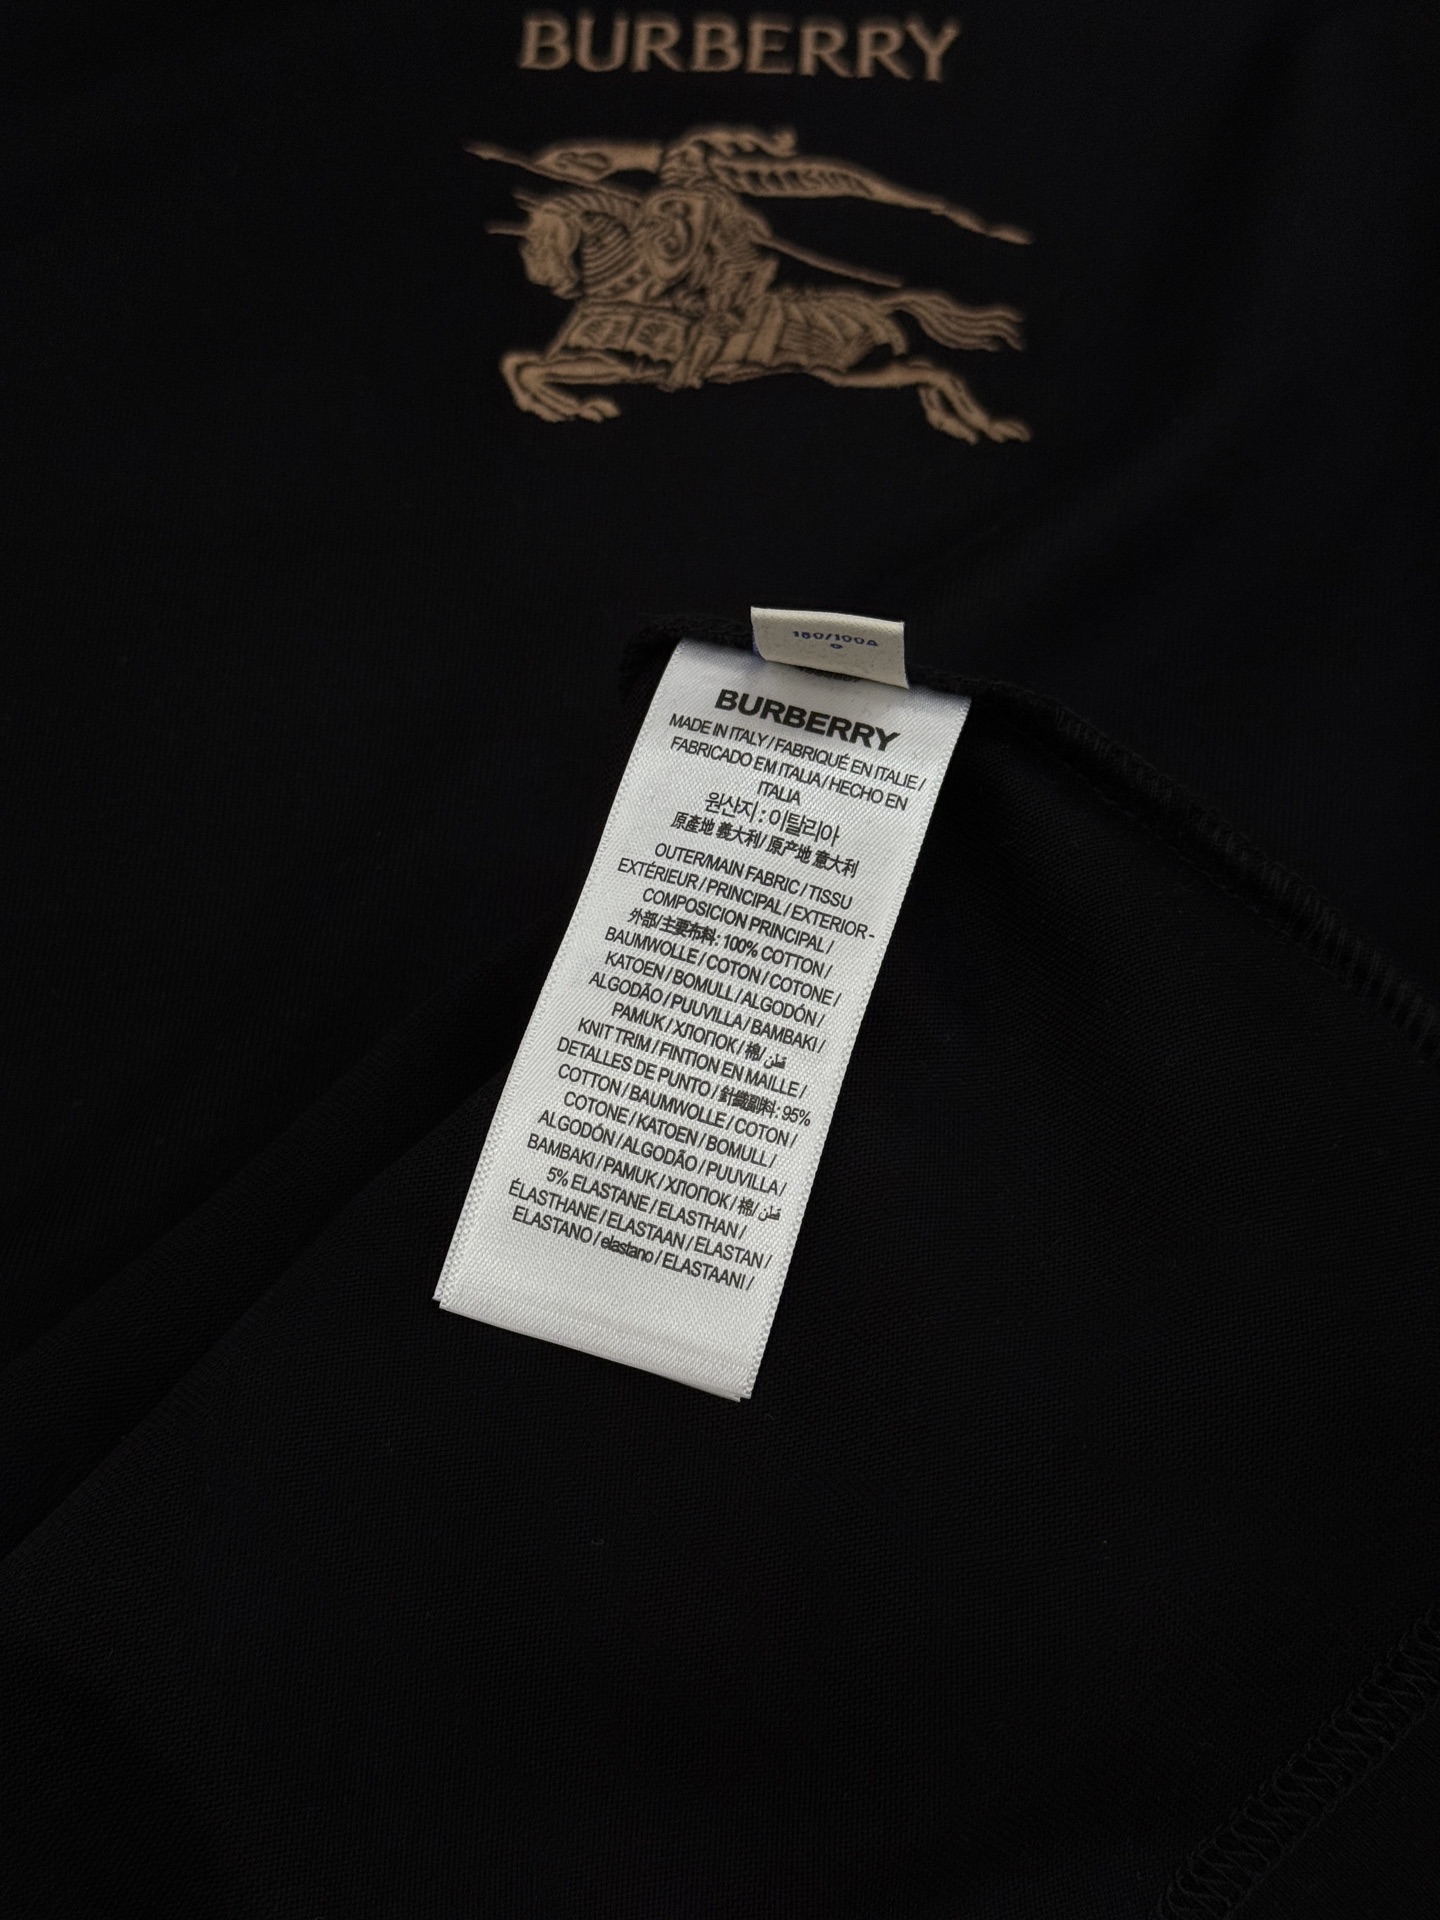 BURBERRY
180/100A
BURBERRY
MADE IN ITALY / FABRIQUÉ EN ITALIE /
FABRICADO EM ITALIA / HECHO EN
ITALIA
원산지 : 이탈리아
原產地 義大利/ 原产地 意大利
OUTER/MAIN FABRIC / TISSU
EXTÉRIEUR / PRINCIPAL / EXTERIOR -
COMPOSICION PRINCIPAL /
外部/主要布料: 100% COTTON /
BAUMWOLLE / COTON / COTONE /
KATOEN / BOMULL / ALGODÓN /
ALGODÃO / PUUVILLA / BAMBAKI /
PAMUK / ХЛОПОК / 棉/ قطن
KNIT TRIM / FINTION EN MAILLE /
DETALLES DE PUNTO / 針織副料: 95%
COTTON / BAUMWOLLE / COTON /
COTONE / KATOEN / BOMULL /
ALGODÓN / ALGODÃO / PUUVILLA /
BAMBAKI / PAMUK / ХЛОПОК / 棉/ قطن
5% ELASTANE / ELASTHAN /
ÉLASTHANE / ELASTAAN / ELASTAN /
ELASTANO / elastano / ELASTAANI /